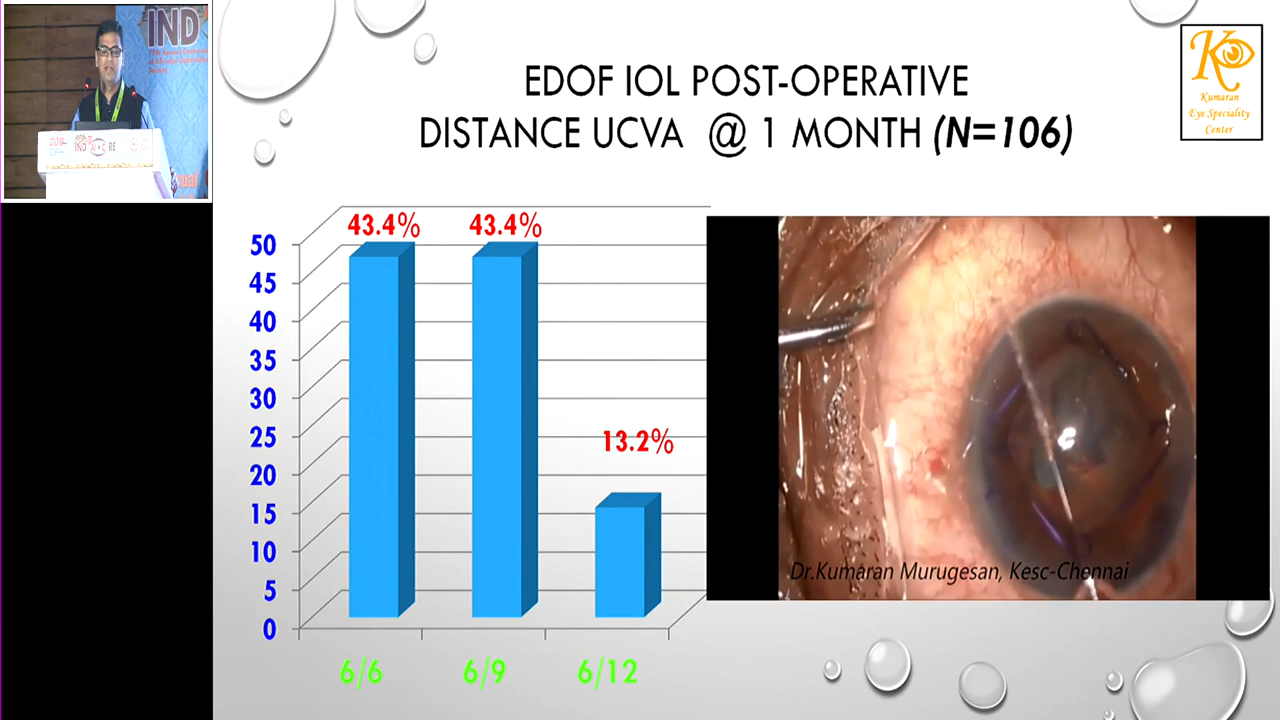 IND
EDOF IOL POST-OPERATIVE
DISTANCE UCVA @ 1 MONTH (N=106)
Kumaran
Eye Speciality
Center
43.4%
43.4%
13.2%
50
45
40
35
30
25
20
15
10
5
0
6/6
6/9
6/12
Dr.Kumaran Murugesan, Kesc-Chennai